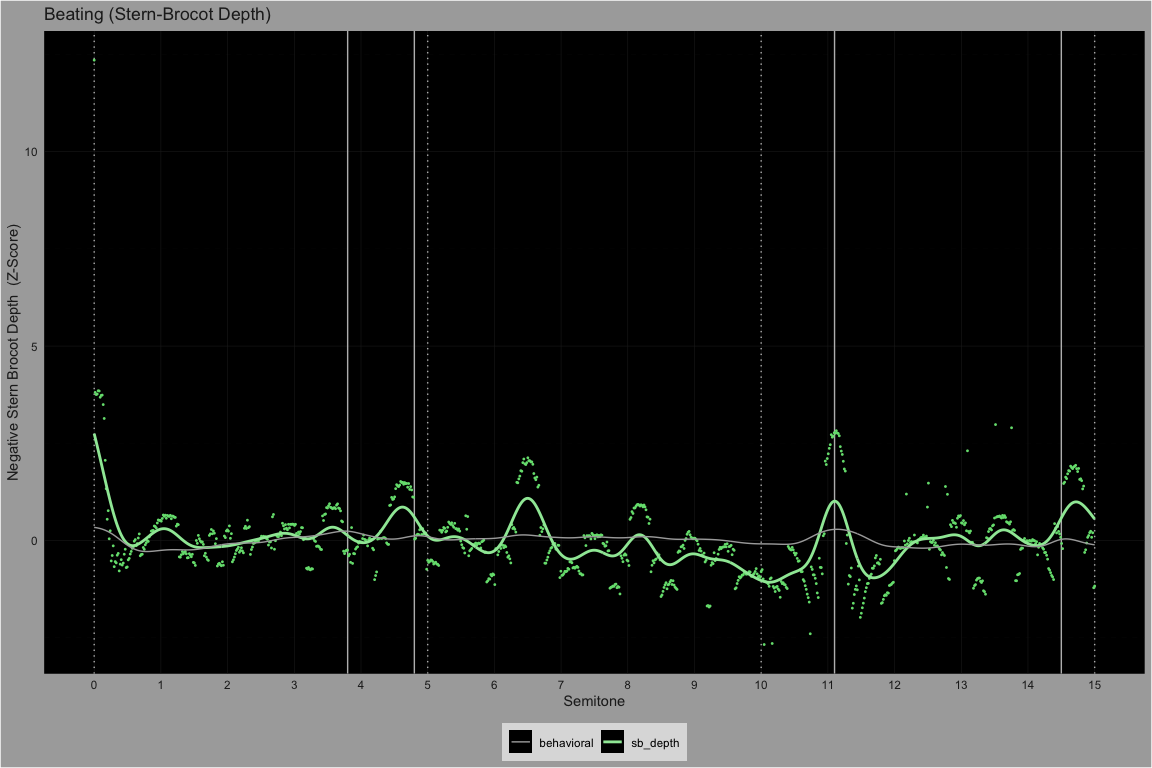 Beating (Stern-Brocot Depth)
Negative Stern Brocot Depth (Z-Score)
10
5
0
0 1 2 3 4 5 6 7 8 9 10 11 12 13 14 15
Semitone
behavioral sb_depth